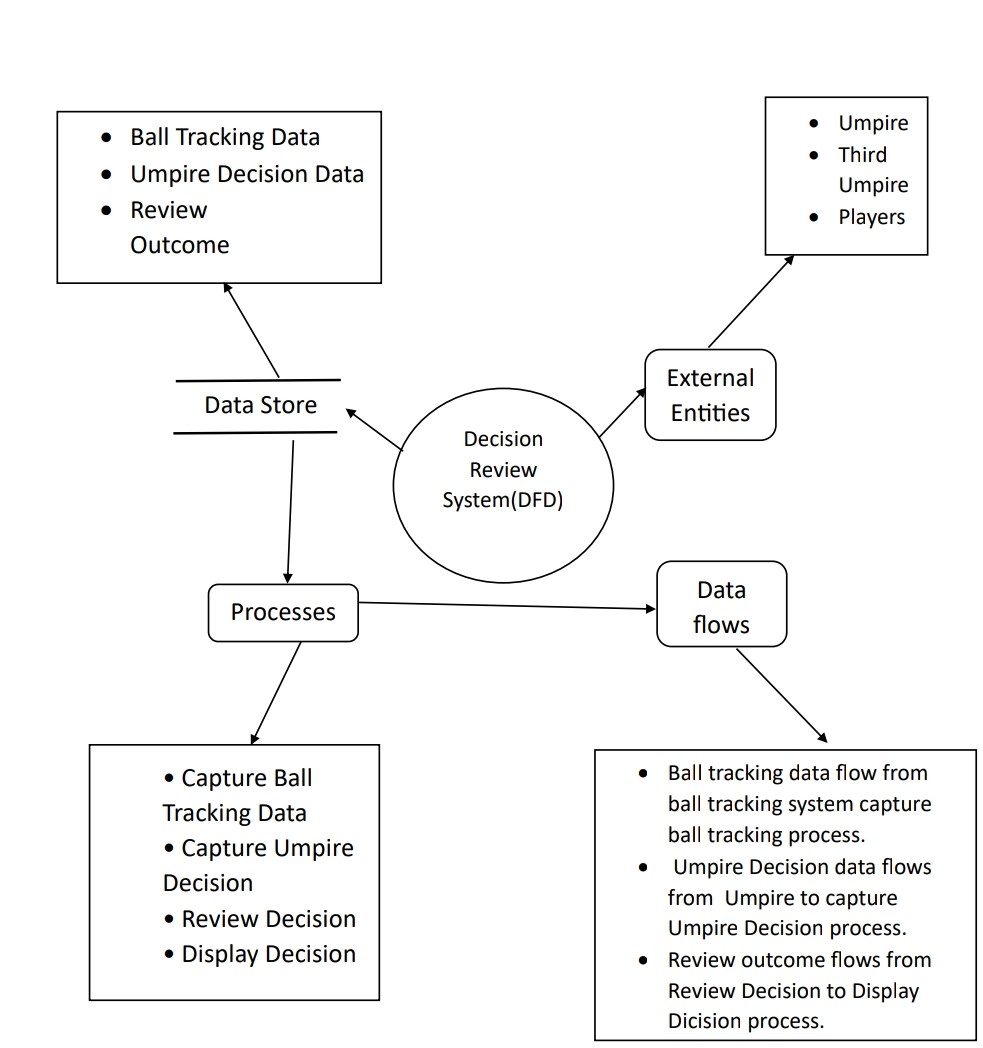 • Ball Tracking Data
• Umpire Decision Data
• Review
Outcome
• Umpire
• Third
Umpire
• Players
Data Store
Decision
Review
System(DFD)
External
Entities
Processes
Data
flows
• Capture Ball
Tracking Data
• Capture Umpire
Decision
• Review Decision
• Display Decision
• Ball tracking data flow from
ball tracking system capture
ball tracking process.
• Umpire Decision data flows
from Umpire to capture
Umpire Decision process.
• Review outcome flows from
Review Decision to Display
Dicision process.